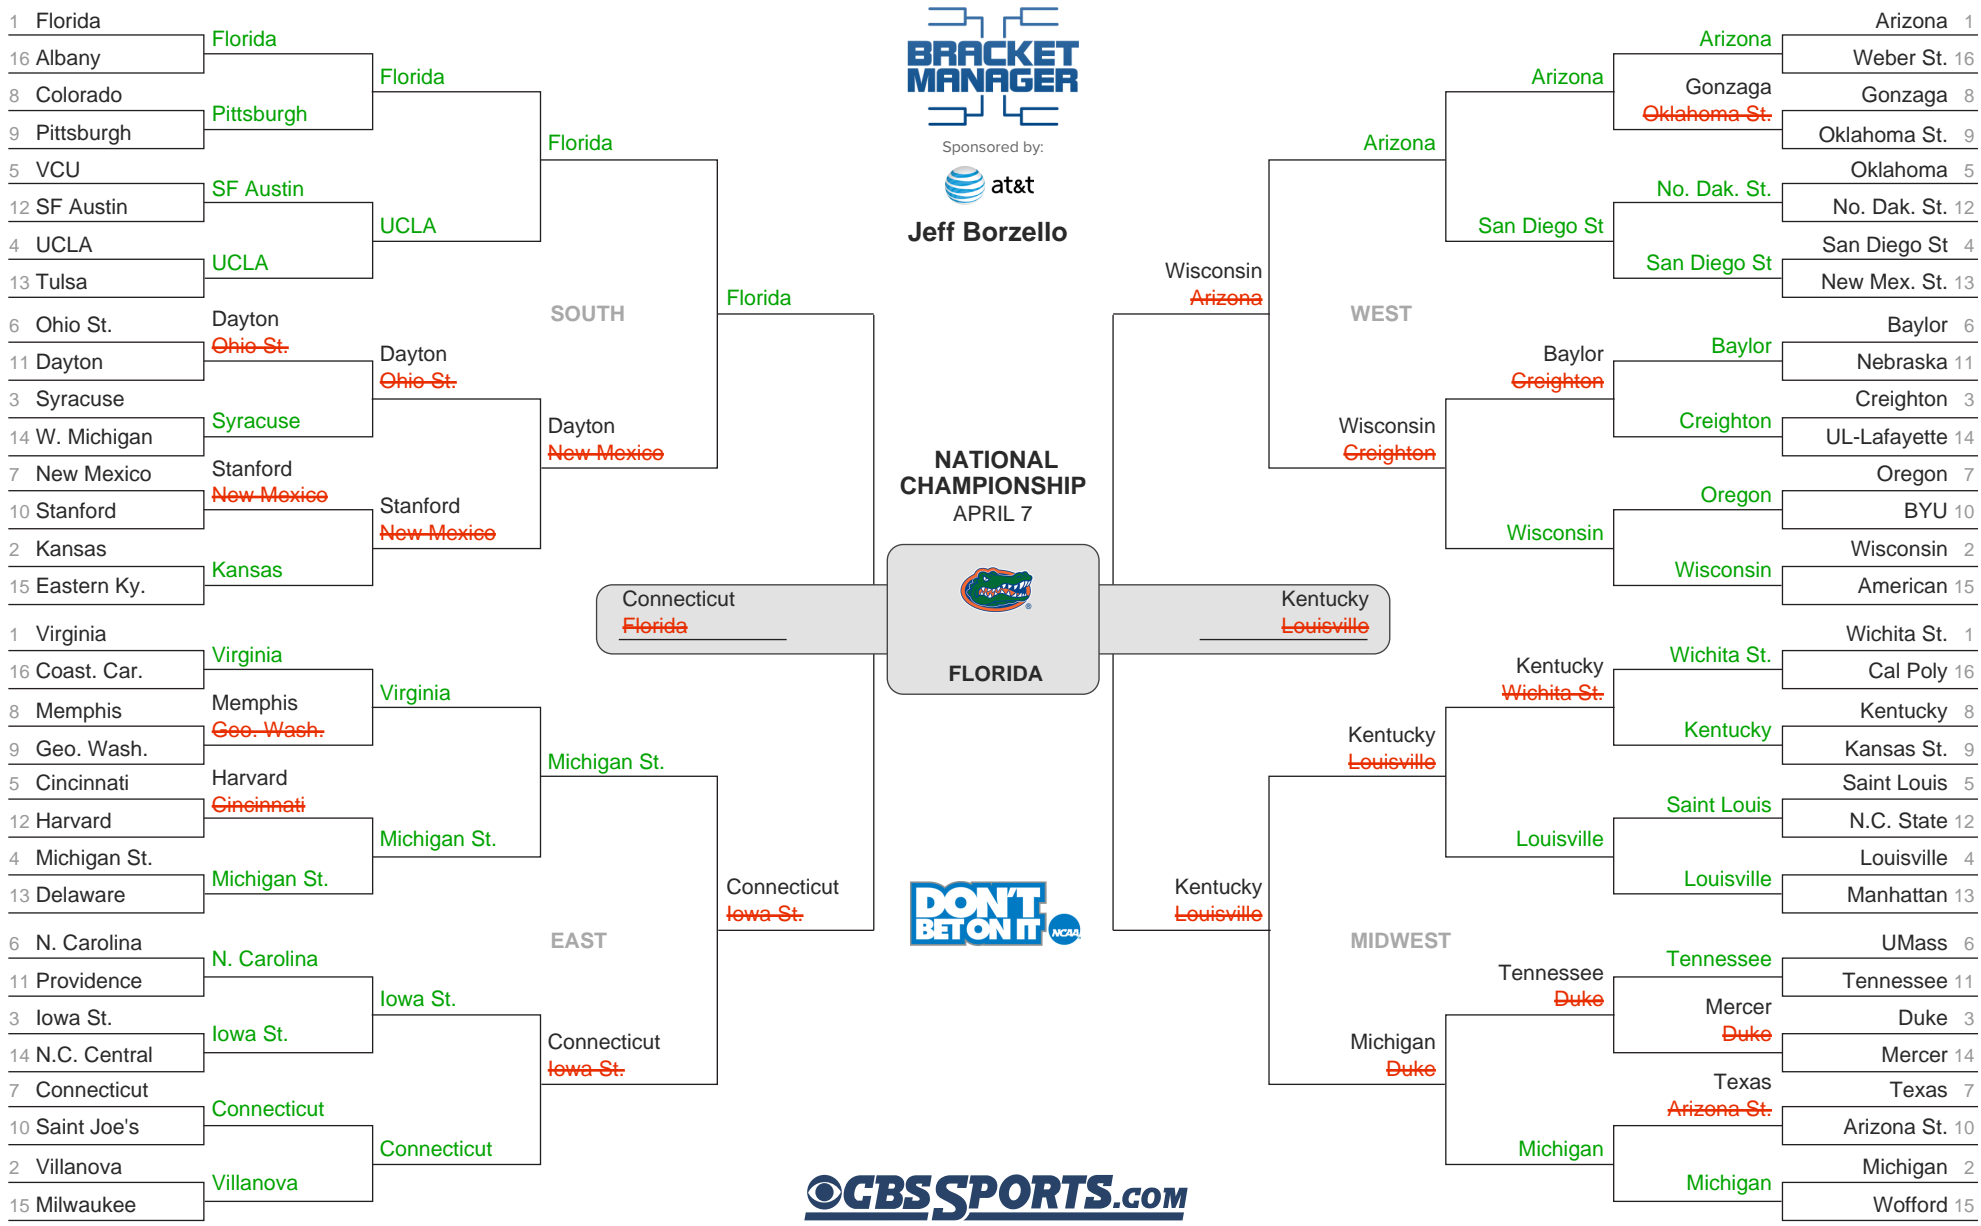 BRACKET
MANAGER
Sponsored by:
at&t
Jeff Borzello
1 Florida
16 Albany
8 Colorado
9 Pittsburgh
5 VCU
12 SF Austin
4 UCLA
13 Tulsa
6 Ohio St.
11 Dayton
3 Syracuse
14 W. Michigan
7 New Mexico
10 Stanford
2 Kansas
15 Eastern Ky.
Florida
Pittsburgh
SF Austin
UCLA
Dayton
Ohio St.
Syracuse
Stanford
New Mexico
Kansas
Florida
UCLA
Dayton
Ohio St.
Stanford
New Mexico
Florida
Dayton
New Mexico
SOUTH
Florida
1 Virginia
16 Coast. Car.
8 Memphis
9 Geo. Wash.
5 Cincinnati
12 Harvard
4 Michigan St.
13 Delaware
6 N. Carolina
11 Providence
3 Iowa St.
14 N.C. Central
7 Connecticut
10 Saint Joe's
2 Villanova
15 Milwaukee
Virginia
Memphis
Geo. Wash.
Harvard
Cincinnati
Michigan St.
N. Carolina
Iowa St.
Connecticut
Villanova
Virginia
Michigan St.
Iowa St.
Connecticut
Michigan St.
Connecticut
Iowa St.
EAST
Connecticut
Iowa St.
NATIONAL
CHAMPIONSHIP
APRIL 7
Connecticut
Florida
®
FLORIDA
Kentucky
Louisville
DON'T
BET ON IT
NCAA
Arizona 1
Weber St. 16
Gonzaga 8
Oklahoma St. 9
Oklahoma 5
No. Dak. St. 12
San Diego St 4
New Mex. St. 13
Baylor 6
Nebraska 11
Creighton 3
UL-Lafayette 14
Oregon 7
BYU 10
Wisconsin 2
American 15
Arizona
Gonzaga
Oklahoma St.
No. Dak. St.
San Diego St
Baylor
Creighton
Oregon
Wisconsin
Arizona
San Diego St
Baylor
Creighton
Wisconsin
Arizona
Wisconsin
Creighton
WEST
Wisconsin
Arizona
Wichita St. 1
Cal Poly 16
Kentucky 8
Kansas St. 9
Saint Louis 5
N.C. State 12
Louisville 4
Manhattan 13
UMass 6
Tennessee 11
Duke 3
Mercer 14
Texas 7
Arizona St. 10
Michigan 2
Wofford 15
Wichita St.
Kentucky
Saint Louis
Louisville
Tennessee
Mercer
Duke
Texas
Arizona St.
Michigan
Kentucky
Wichita St.
Louisville
Tennessee
Duke
Michigan
Kentucky
Louisville
Michigan
Duke
MIDWEST
Kentucky
Louisville
CBSSPORTS.COM